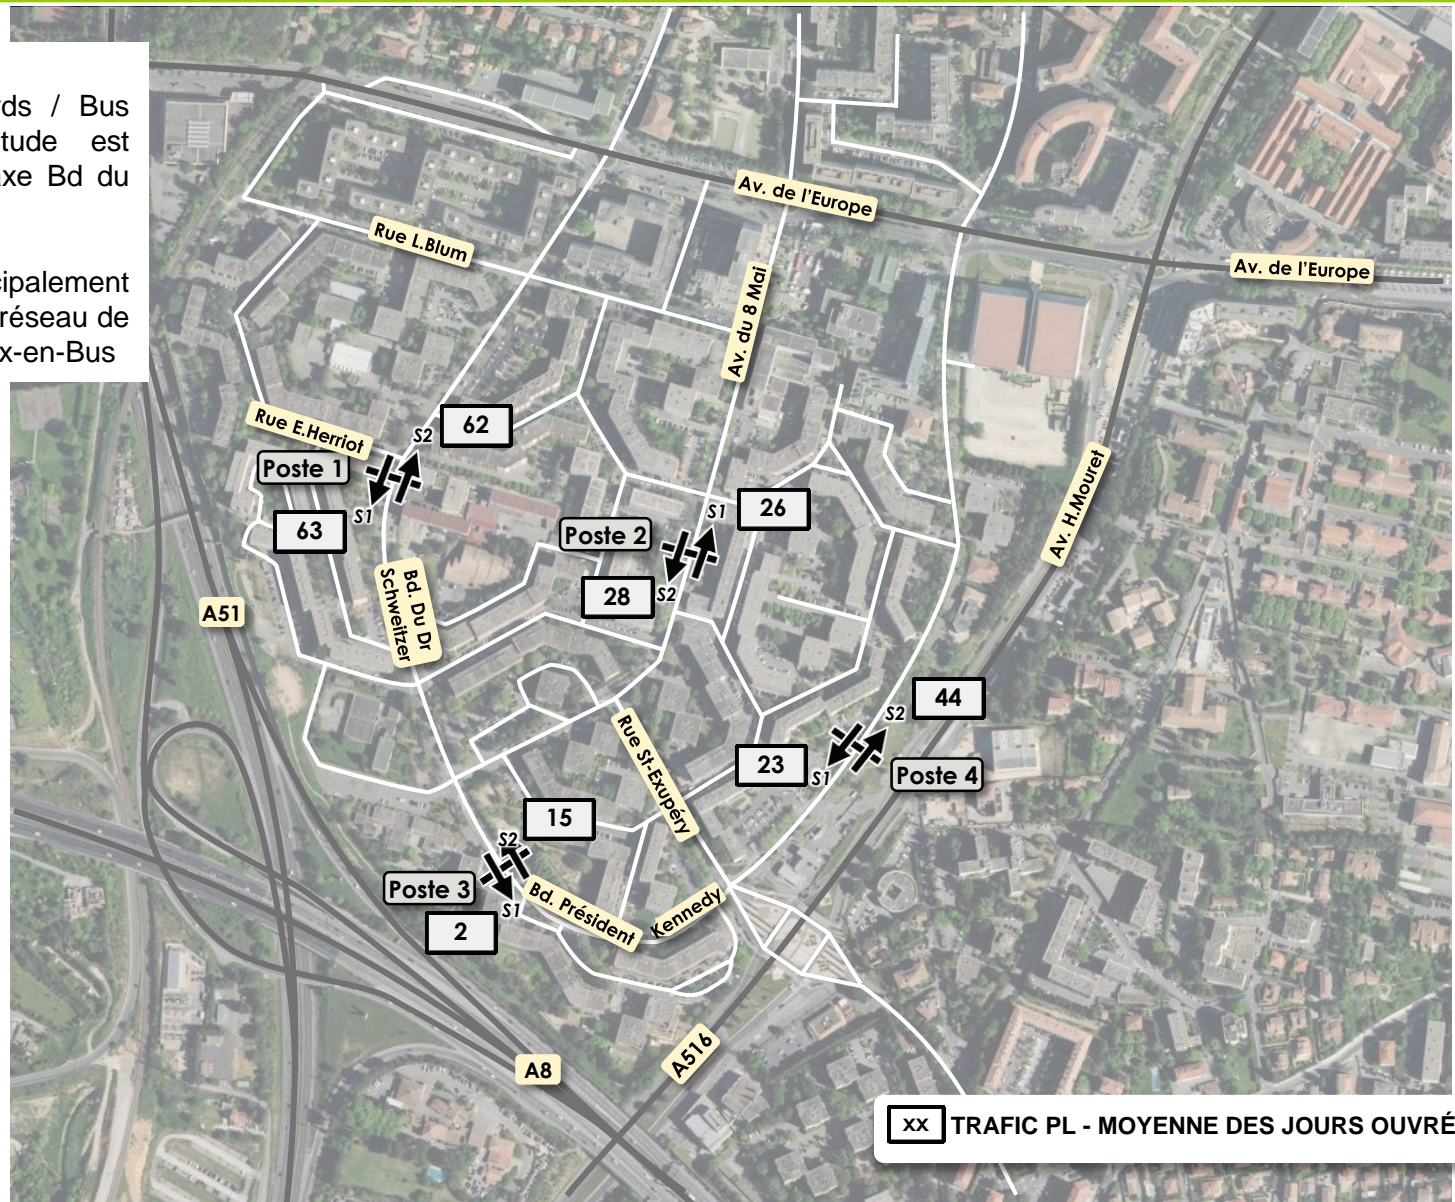 rds / Bus
tude est
axe Bd du
cipalement
réseau de
x-en-Bus
Av. de l'Europe
Rue L.Blum
Av. de l'Europe
Av. du 8 Mai
Rue E.Herriot
S2
62
Poste 1
S1
63
Av. H.Mouret
S1
26
Poste 2
28
S2
Bd. Du Dr
Schweitzer
A51
44
S2
Rue St-Exupéry
23
S1
Poste 4
15
S2
Poste 3
S1
2
Bd. Président
Kennedy
A516
A8
xx TRAFIC PL - MOYENNE DES JOURS OUVRÉ